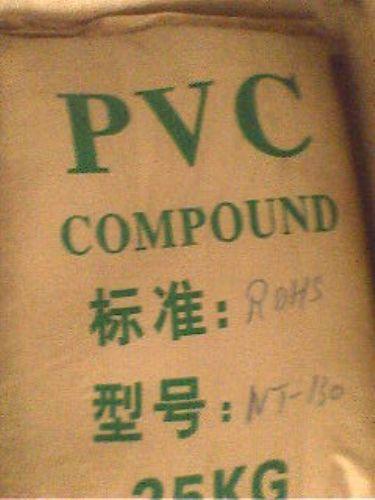 PVC
COMPOUND
标准: ROHS
型号: NT-130
25KG